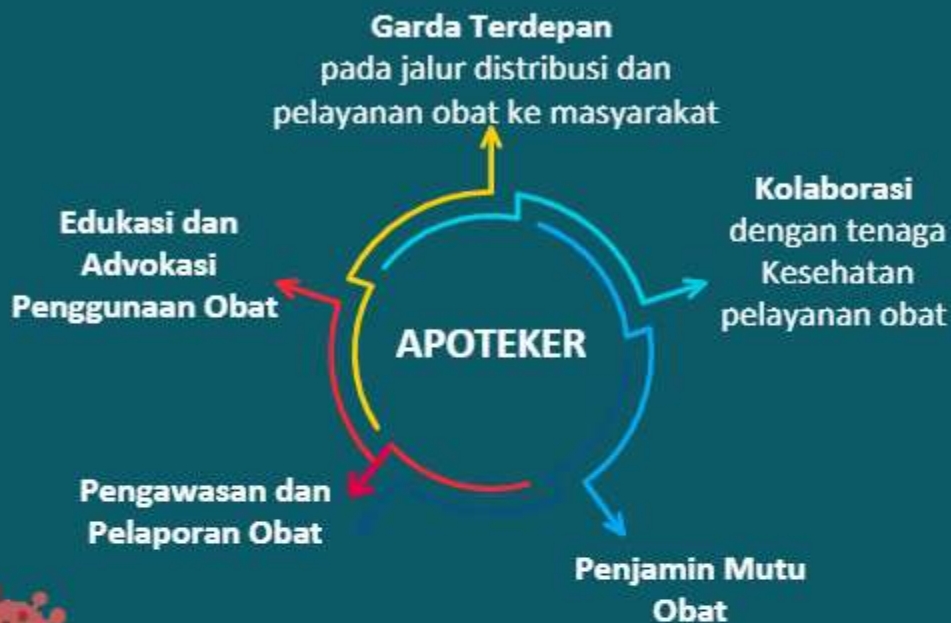 Garda Terdepan
pada jalur distribusi dan
pelayanan obat ke masyarakat
Kolaborasi
dengan tenaga
Kesehatan
pelayanan obat
Edukasi dan
Advokasi
Penggunaan Obat
APOTEKER
Pengawasan dan
Pelaporan Obat
Penjamin Mutu
Obat